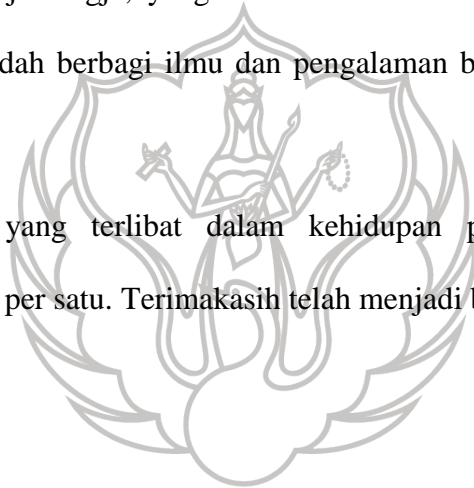 dah berbagi ilmu dan pengalaman b
yang terlibat dalam kehidupan p
per satu. Terimakasih telah menjadi b